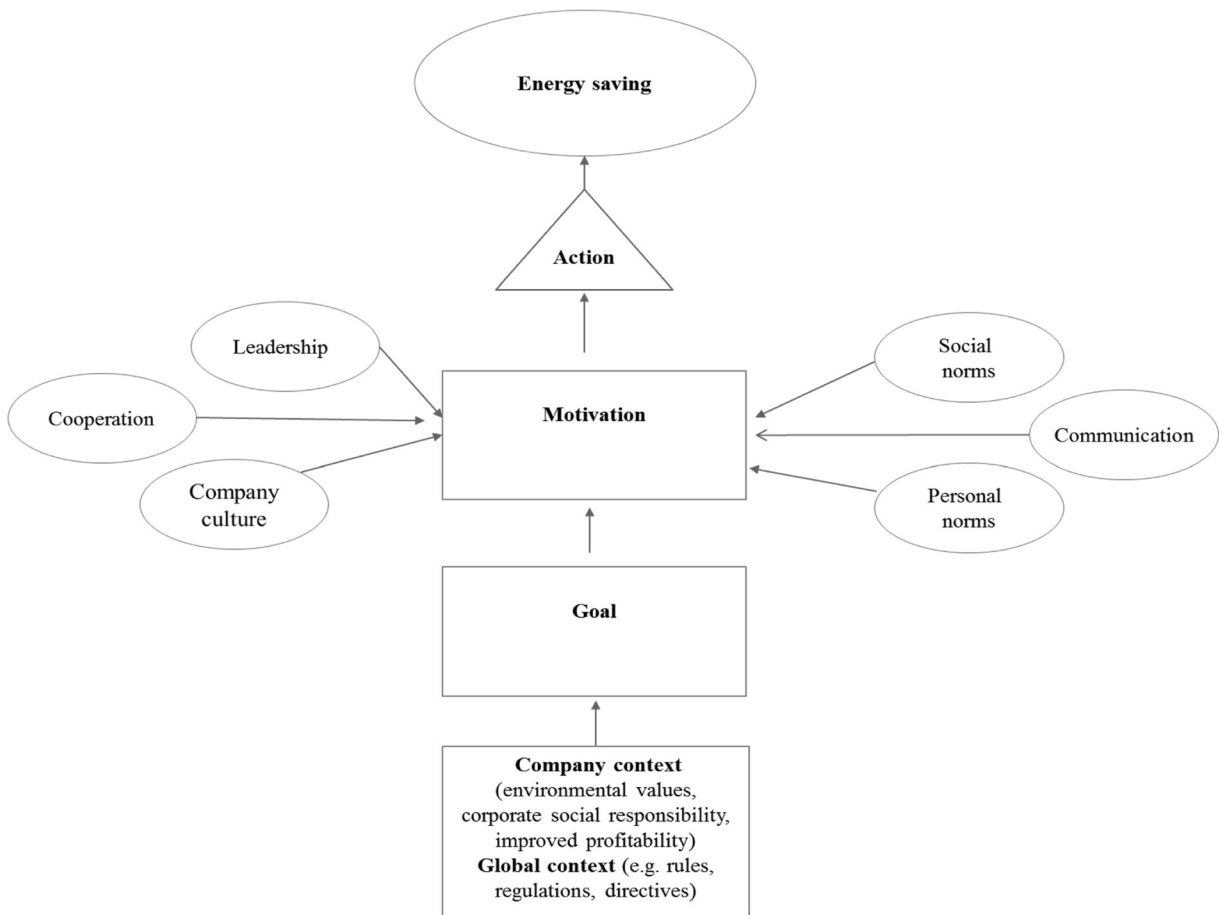 Energy saving
Action
Leadership
Cooperation
Company
culture
Motivation
Social
norms
Communication
Personal
norms
Goal
Company context
(environmental values,
corporate social responsibility,
improved profitability)
Global context (e.g. rules,
regulations, directives)